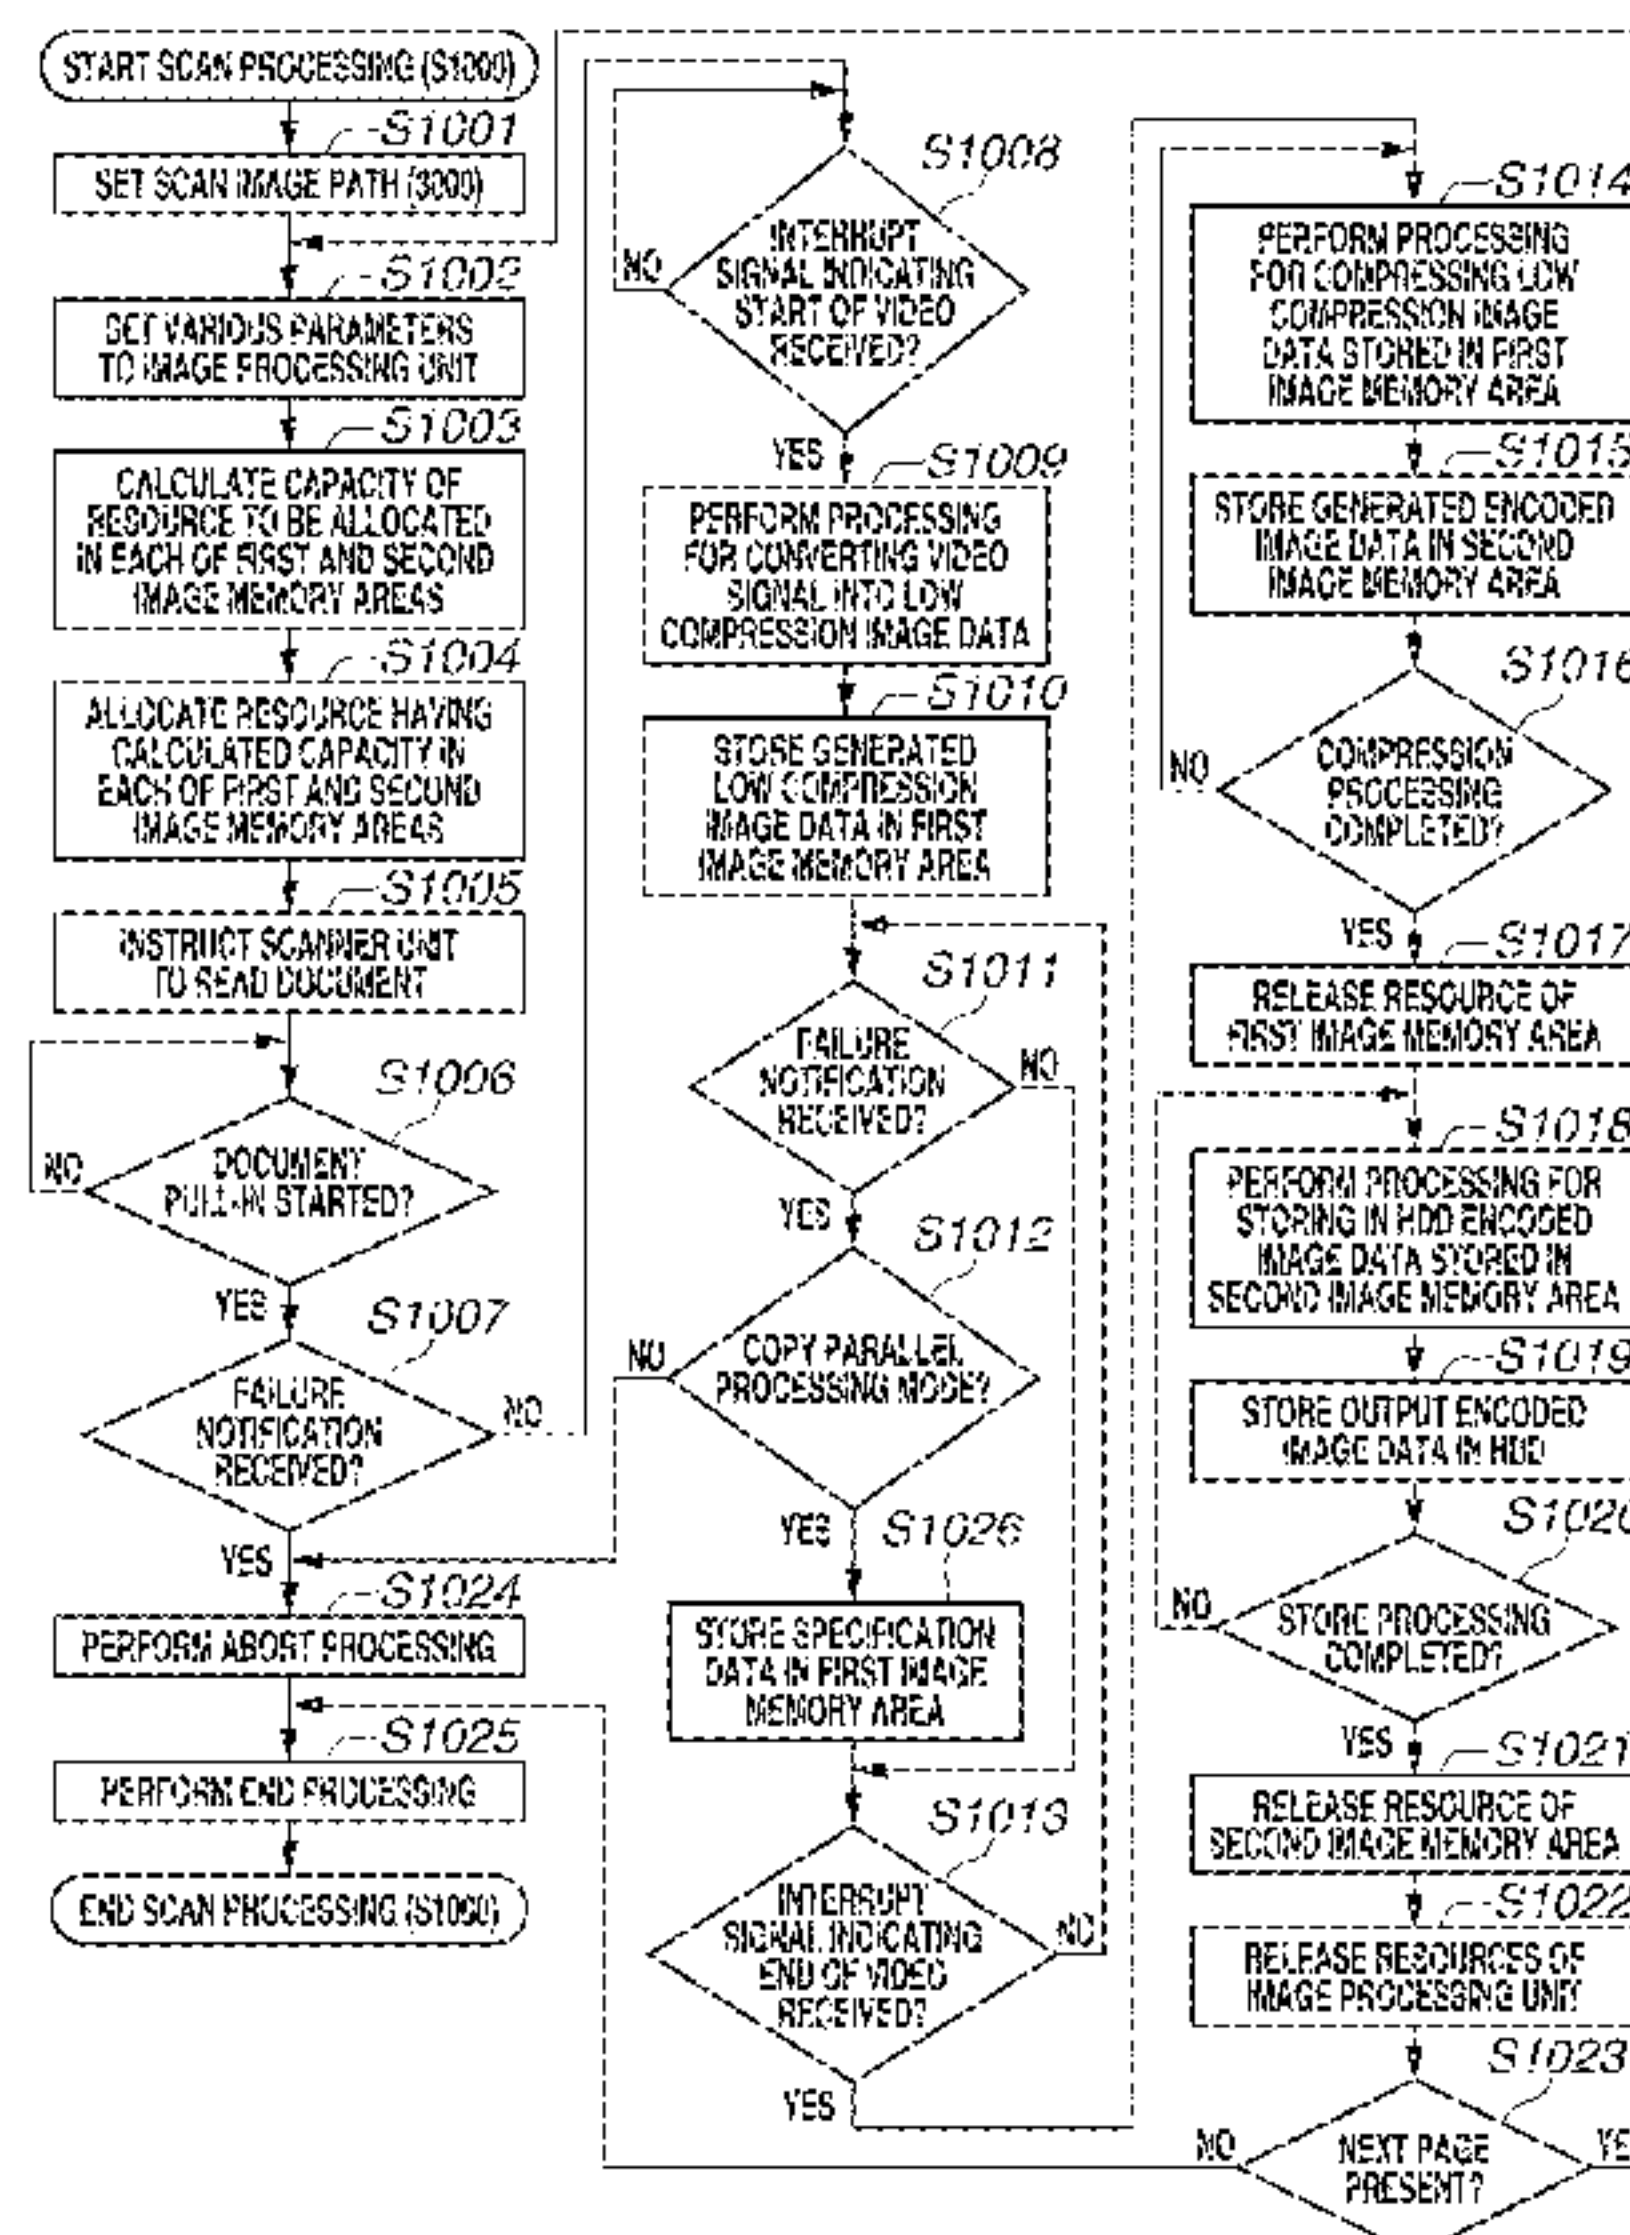 START SCAN PROCESSING (S1000)
S1001
SET SCAN IMAGE PATH (3000)
S1002
SET VARIOUS PARAMETERS
TO IMAGE PROCESSING UNIT
S1003
CALCULATE CAPACITY OF
RESOURCE TO BE ALLOCATED
IN EACH OF FIRST AND SECOND
IMAGE MEMORY AREAS
S1004
ALLOCATE RESOURCE HAVING
CALCULATED CAPACITY IN
EACH OF FIRST AND SECOND
IMAGE MEMORY AREAS
S1005
INSTRUCT SCANNER UNIT
TO READ DOCUMENT
S1006
DOCUMENT
PULL-IN STARTED?
NO
YES
S1007
FAILURE
NOTIFICATION
RECEIVED?
NO
YES
S1024
PERFORM ABORT PROCESSING
S1025
PERFORM END PROCESSING
END SCAN PROCESSING (S1000)
S1008
INTERRUPT
SIGNAL INDICATING
START OF VIDEO
RECEIVED?
NO
YES
S1009
PERFORM PROCESSING
FOR CONVERTING VIDEO
SIGNAL INTO LOW
COMPRESSION IMAGE DATA
S1010
STORE GENERATED
LOW COMPRESSION
IMAGE DATA IN FIRST
IMAGE MEMORY AREA
S1011
FAILURE
NOTIFICATION
RECEIVED?
NO
YES
S1012
COPY PARALLEL
PROCESSING MODE?
NO
YES
S1026
STORE SPECIFICATION
DATA IN FIRST IMAGE
MEMORY AREA
S1013
INTERRUPT
SIGNAL INDICATING
END OF VIDEO
RECEIVED?
NO
YES
S1014
PERFORM PROCESSING
FOR COMPRESSING LOW
COMPRESSION IMAGE
DATA STORED IN FIRST
IMAGE MEMORY AREA
S1015
STORE GENERATED ENCODED
IMAGE DATA IN SECOND
IMAGE MEMORY AREA
S1016
COMPRESSION
PROCESSING
COMPLETED?
NO
YES
S1017
RELEASE RESOURCE OF
FIRST IMAGE MEMORY AREA
S1018
PERFORM PROCESSING FOR
STORING IN HDD ENCODED
IMAGE DATA STORED IN
SECOND IMAGE MEMORY AREA
S1019
STORE OUTPUT ENCODED
IMAGE DATA IN HDD
S1020
STORE PROCESSING
COMPLETED?
NO
YES
S1021
RELEASE RESOURCE OF
SECOND IMAGE MEMORY AREA
S1022
RELEASE RESOURCES OF
IMAGE PROCESSING UNIT
S1023
NEXT PAGE
PRESENT?
NO
YE